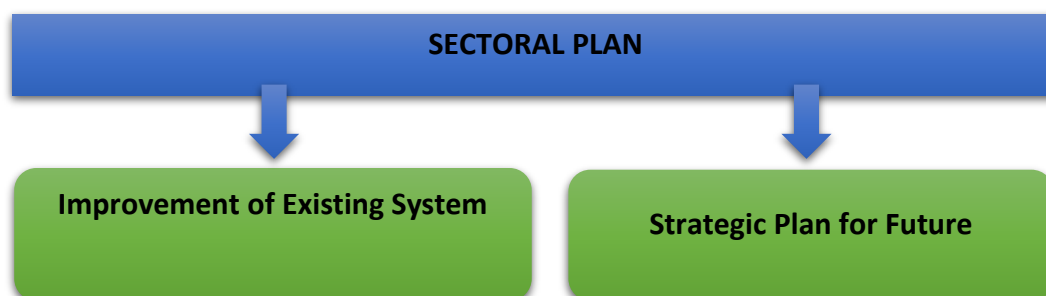 SECTORAL PLAN
Improvement of Existing System
Strategic Plan for Future